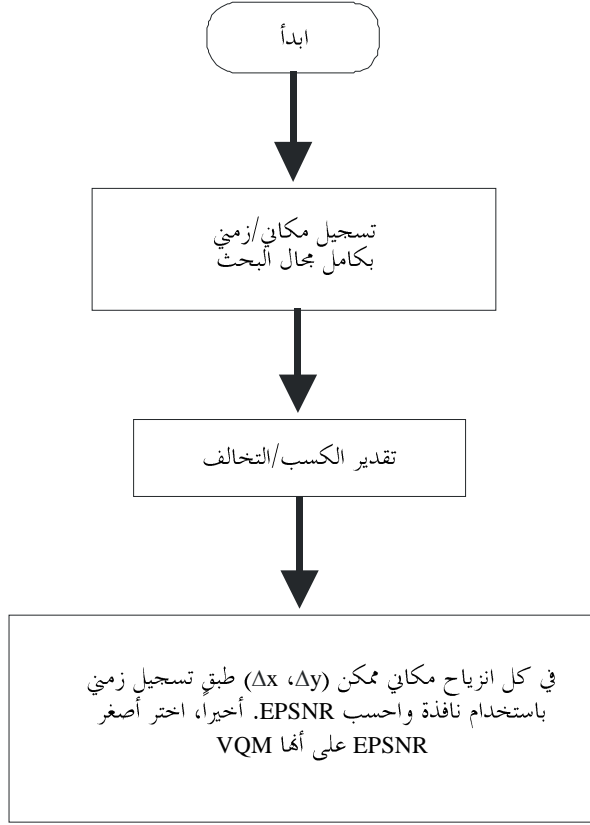 ابدأ
تسجيل مكاني/زمني
بكامل مجال البحث
تقدير الكسب/التخالف
في كل انزياح مكاني ممكن (Δx ،Δy) طبق تسجيل زمني
باستخدام نافذة واحسب EPSNR. أخيراً، اختر أصغر
EPSNR على أنها VQM